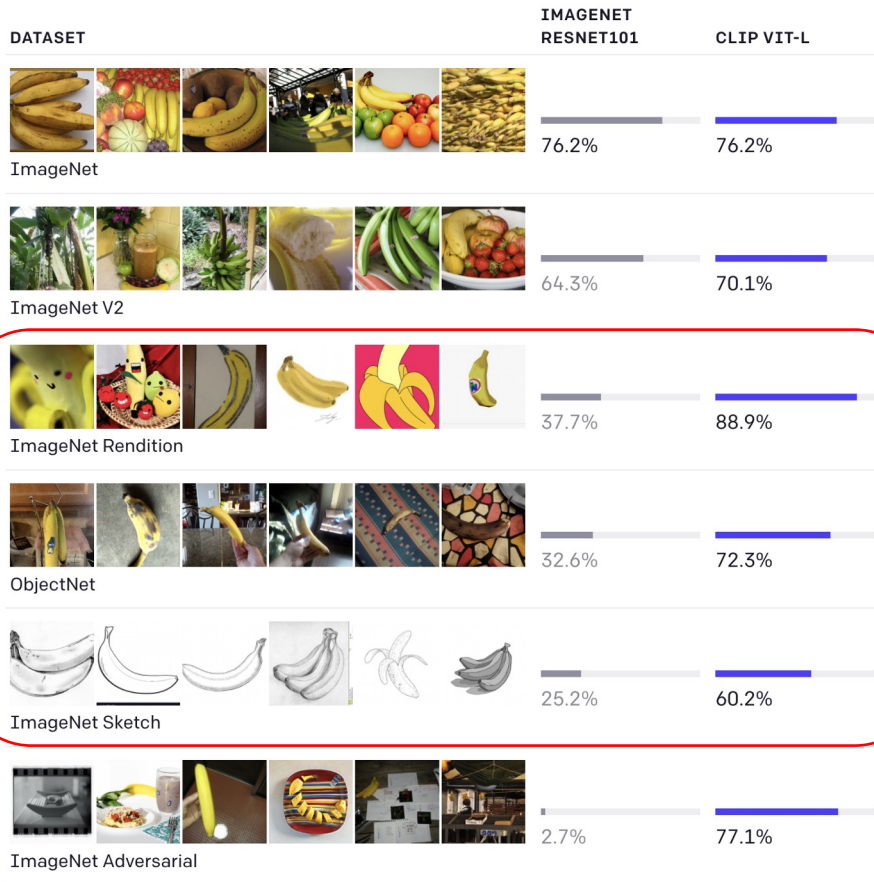 DATASET
IMAGENET
RESNET101
CLIP VIT-L
76.2%
76.2%
ImageNet
64.3%
70.1%
ImageNet V2
37.7%
88.9%
ImageNet Rendition
32.6%
72.3%
ObjectNet
25.2%
60.2%
ImageNet Sketch
2.7%
77.1%
ImageNet Adversarial